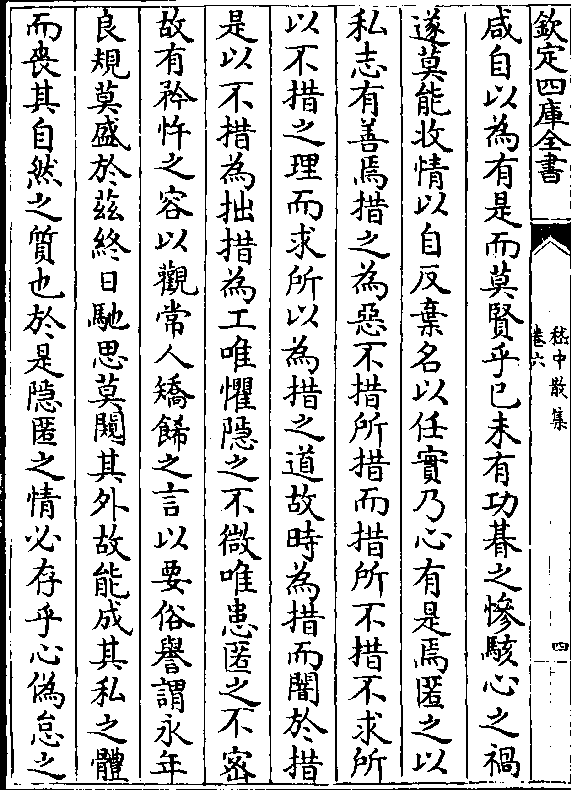 欽定四庫全書
嵇中散集
卷六
四
咸自以為有是而莫賢乎已未有功朞之慘駭心之禍
遂莫能收情以自反棄名以任實乃心有是焉匿之以
私志有善焉措之為惡不措所措而措所不措不求所
以不措之理而求所以為措之道故時為措而闇於措
是以不措為拙措為工唯懼隱之不微唯患匿之不密
故有矜忤之容以觀常人矯餙之言以要俗譽謂永年
良規莫盛於兹終日馳思莫闚其外故能成其私之體
而喪其自然之質也於是隱匿之情必存乎心偽怠之